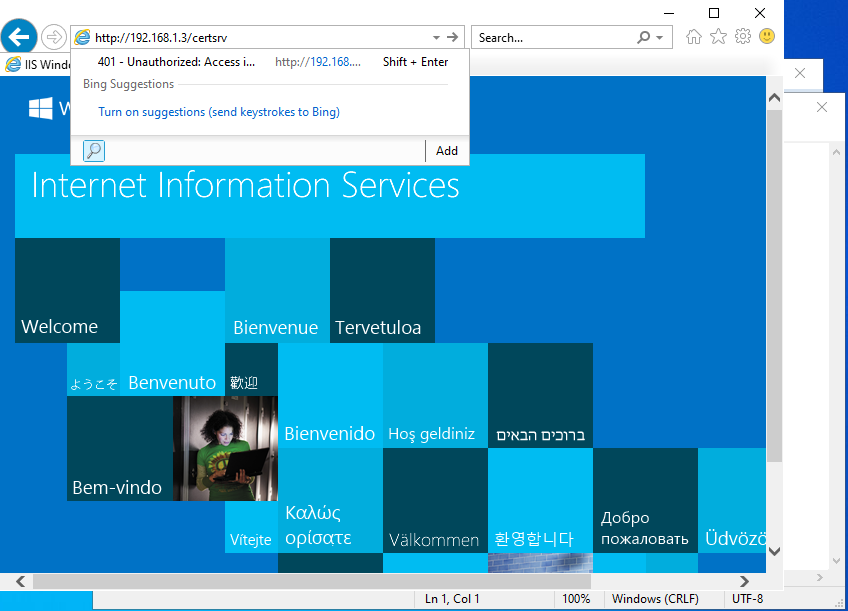 http://192.168.1.3/certsrv
Search...
401 - Unauthorized: Access i... http://192.168.... Shift + Enter
Bing Suggestions
Turn on suggestions (send keystrokes to Bing)
Add
IIS Windo
W
Internet Information Services
Welcome
Bienvenue
Tervetuloa
ようこそ
Benvenuto
歡迎
Bienvenido
Hoş geldiniz
ברוכים הבאים
Bem-vindo
Vítejte
Καλώς
ορίσατε
Välkommen
환영합니다
Добро
пожаловать
Üdvözö
Ln 1, Col 1
100%
Windows (CRLF)
UTF-8